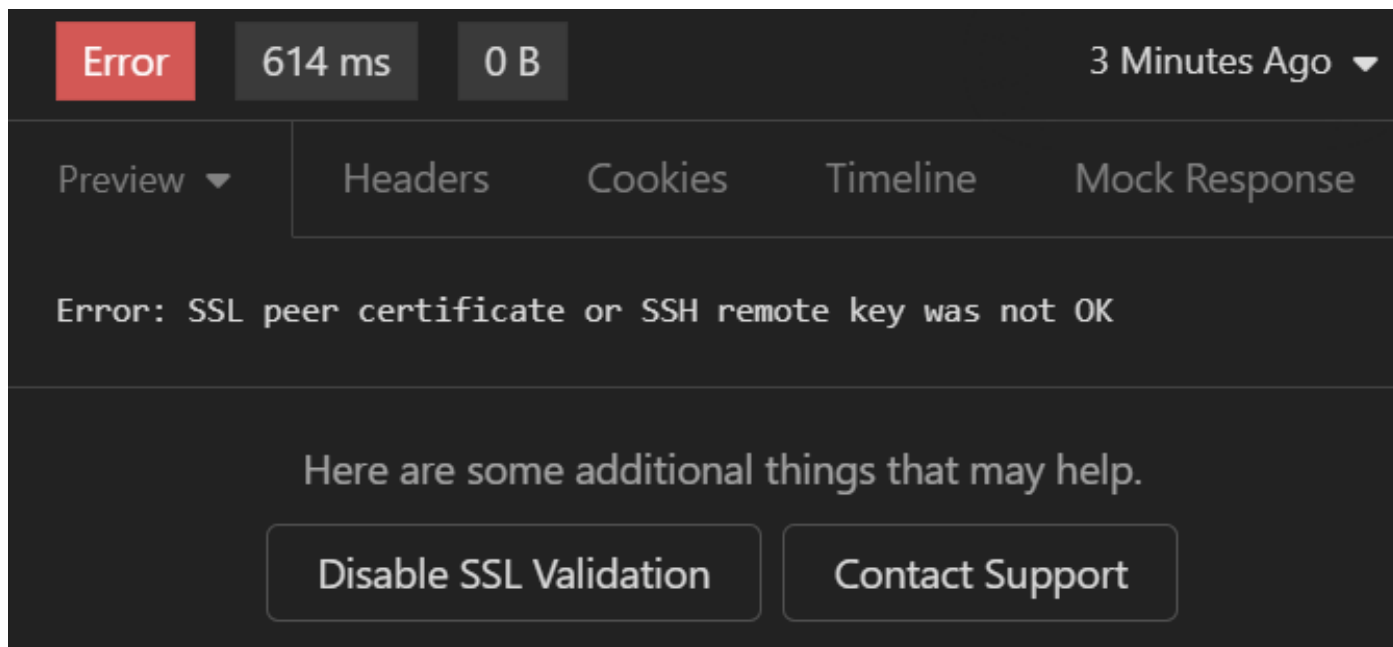 Error 614 ms 0 B 3 Minutes Ago
Preview Headers Cookies Timeline Mock Response
Error: SSL peer certificate or SSH remote key was not OK
Here are some additional things that may help.
Disable SSL Validation Contact Support